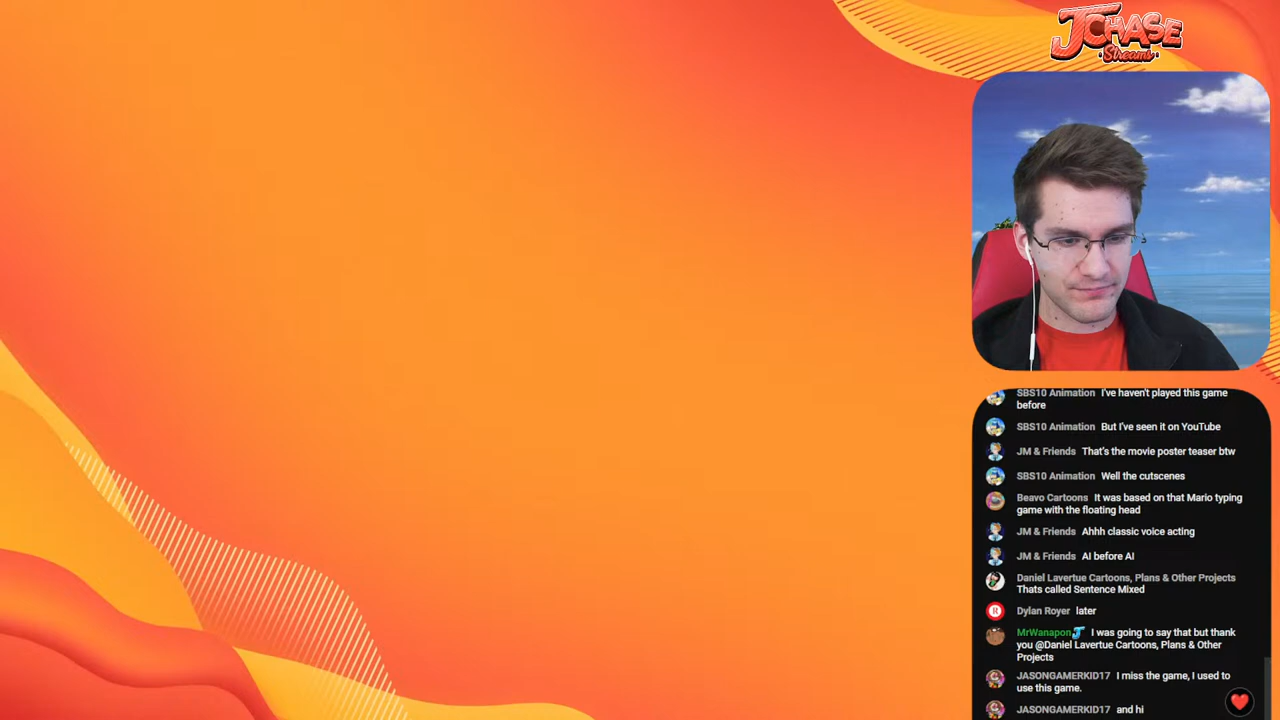 JCHASE
Streams
SBS10 Animation I've haven't played this game
before
SBS10 Animation But I've seen it on YouTube
JM & Friends That's the movie poster teaser btw
SBS10 Animation Well the cutscenes
Beavo Cartoons It was based on that Mario typing
game with the floating head
JM & Friends Ahhh classic voice acting
JM & Friends AI before AI
Daniel Lavertue Cartoons, Plans & Other Projects
Thats called Sentence Mixed
Dylan Royer later
MrWanapon I was going to say that but thank
you @Daniel Lavertue Cartoons, Plans & Other
Projects
JASONGAMERKID17 I miss the game, I used to
use this game.
JASONGAMERKID17 and hi